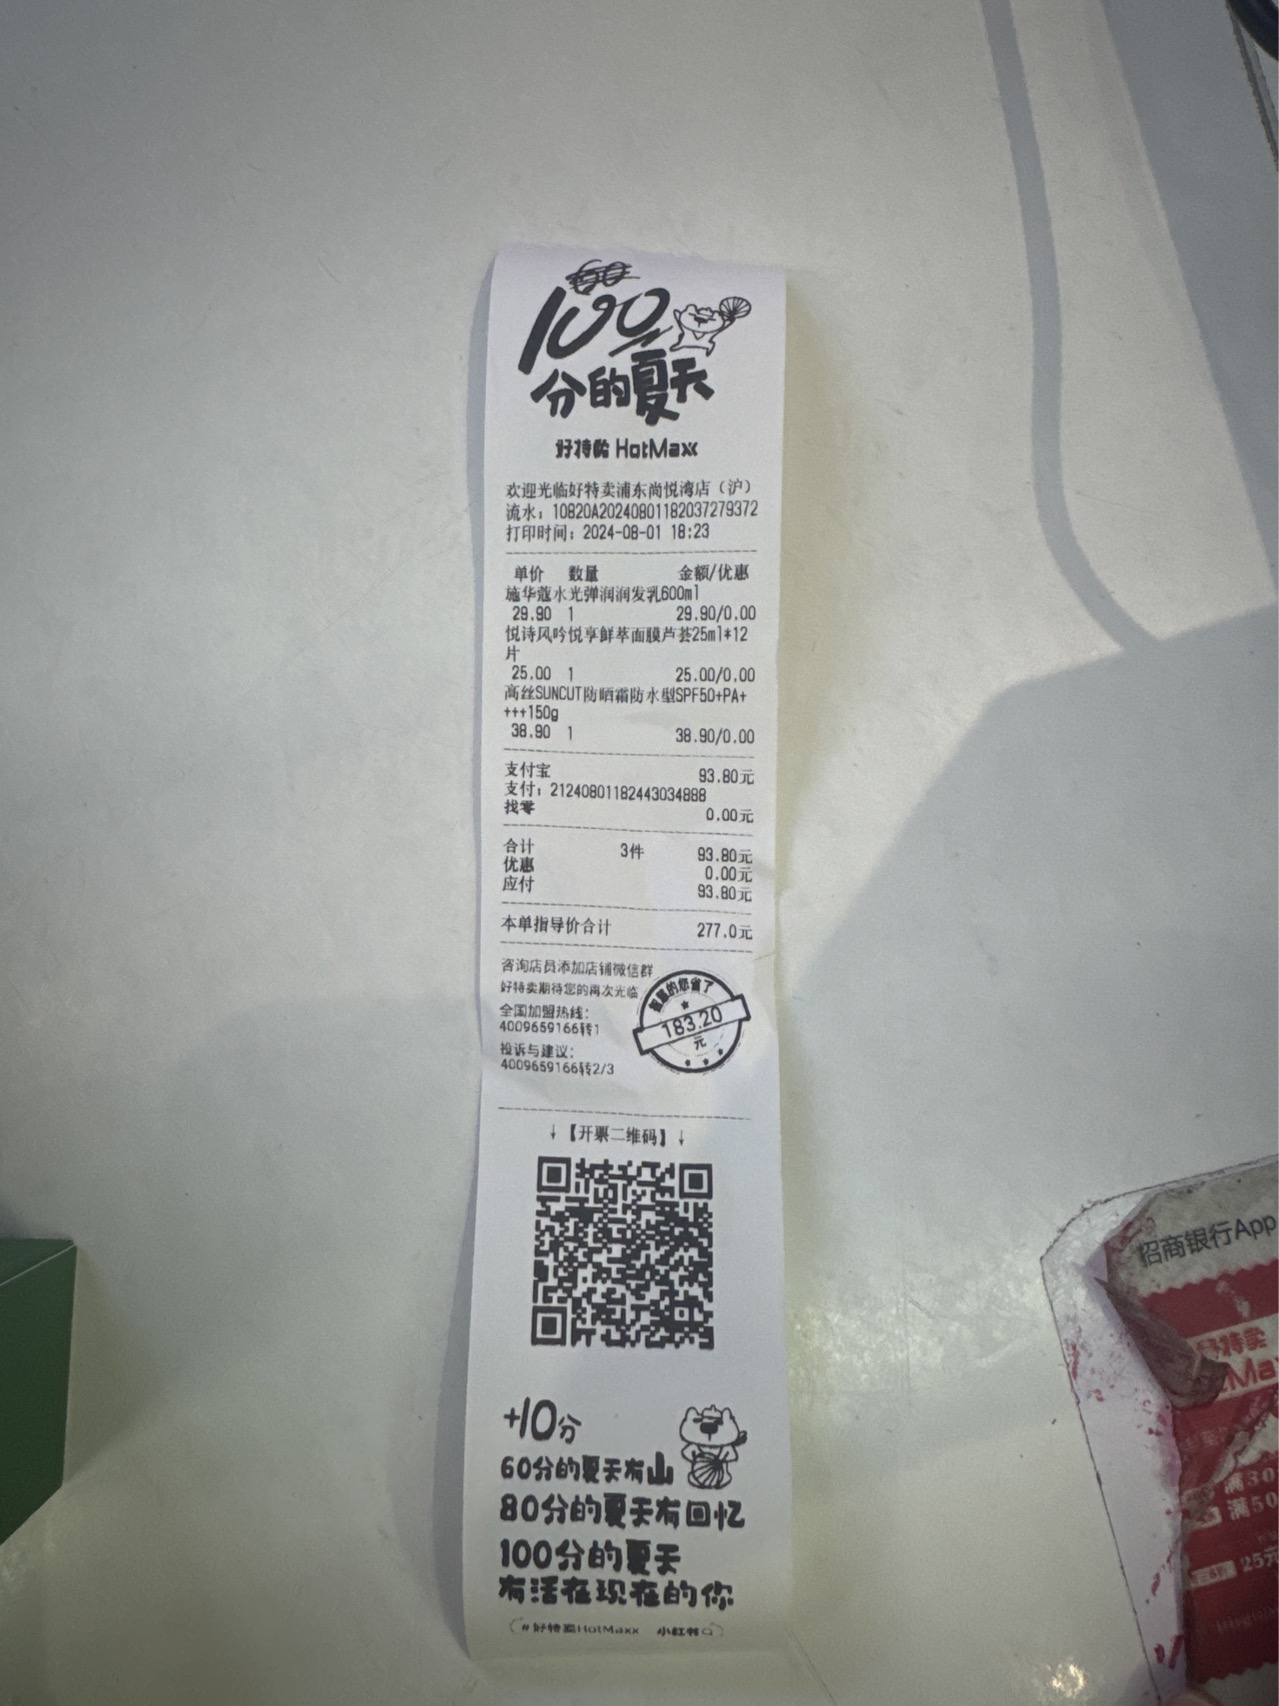 60
100
分的夏天
好特卖 HotMaxx
欢迎光临好特卖浦东尚悦湾店（沪）
流水：10820A20240801182037279372
打印时间：2024-08-01 18:23
单价 数量 金额/优惠
施华蔻水光弹润润发乳600ml
29.90 1 29.90/0.00
悦诗风吟悦享鲜萃面膜芦荟25ml*12
片
25.00 1 25.00/0.00
高丝SUNCUT防晒霜防水型SPF50+PA+
+++150g
38.90 1 38.90/0.00
支付宝 93.80元
支付：21240801182443034888
找零 0.00元
合计 3件 93.80元
优惠 0.00元
应付 93.80元
本单指导价合计 277.0元
咨询店员添加店铺微信群
好特卖期待您的再次光临
全国加盟热线：
4009659166转1
投诉与建议：
4009659166转2/3
的您省了
183.20
元
↓【开票二维码】↓
+10分
60分的夏天有山
80分的夏天有回忆
100分的夏天
有活在现在的你
#好特卖HotMaxx 小红书
招商银行App
好特卖
满30
满50
25元